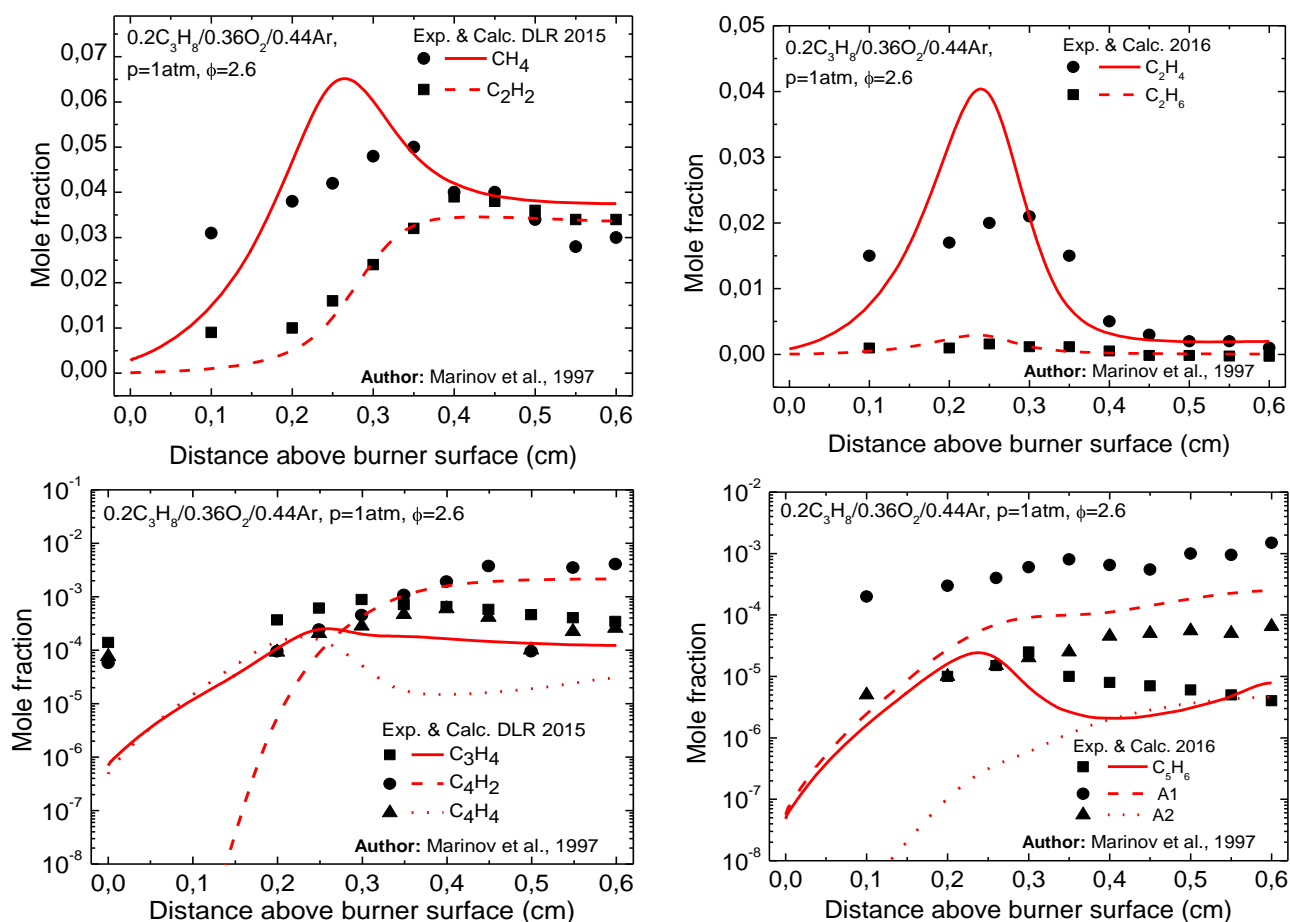 0.2C₃H₈/0.36O₂/0.44Ar,
p=1atm, ϕ=2.6
Exp. & Calc. DLR 2015
CH₄
C₂H₂
0,07
0,06
0,05
0,04
0,03
0,02
0,01
0,00
Mole fraction
Author: Marinov et al., 1997
0,0 0,1 0,2 0,3 0,4 0,5 0,6
Distance above burner surface (cm)
0.2C₃H₈/0.36O₂/0.44Ar,
p=1atm, ϕ=2.6
Exp. & Calc. 2016
C₂H₄
C₂H₆
0,05
0,04
0,03
0,02
0,01
0,00
Mole fraction
Author: Marinov et al., 1997
0,0 0,1 0,2 0,3 0,4 0,5 0,6
Distance above burner surface (cm)
0.2C₃H₈/0.36O₂/0.44Ar, p=1atm, ϕ=2.6
10⁻¹
10⁻²
10⁻³
10⁻⁴
10⁻⁵
10⁻⁶
10⁻⁷
10⁻⁸
Mole fraction
Exp. & Calc. DLR 2015
C₃H₄
C₄H₂
C₄H₄
Author: Marinov et al., 1997
0,0 0,1 0,2 0,3 0,4 0,5 0,6
Distance above burner surface (cm)
0.2C₃H₈/0.36O₂/0.44Ar, p=1atm, ϕ=2.6
10⁻²
10⁻³
10⁻⁴
10⁻⁵
10⁻⁶
10⁻⁷
10⁻⁸
Mole fraction
Exp. & Calc. 2016
C₅H₆
A1
A2
Author: Marinov et al., 1997
0,0 0,1 0,2 0,3 0,4 0,5 0,6
Distance above burner surface (cm)